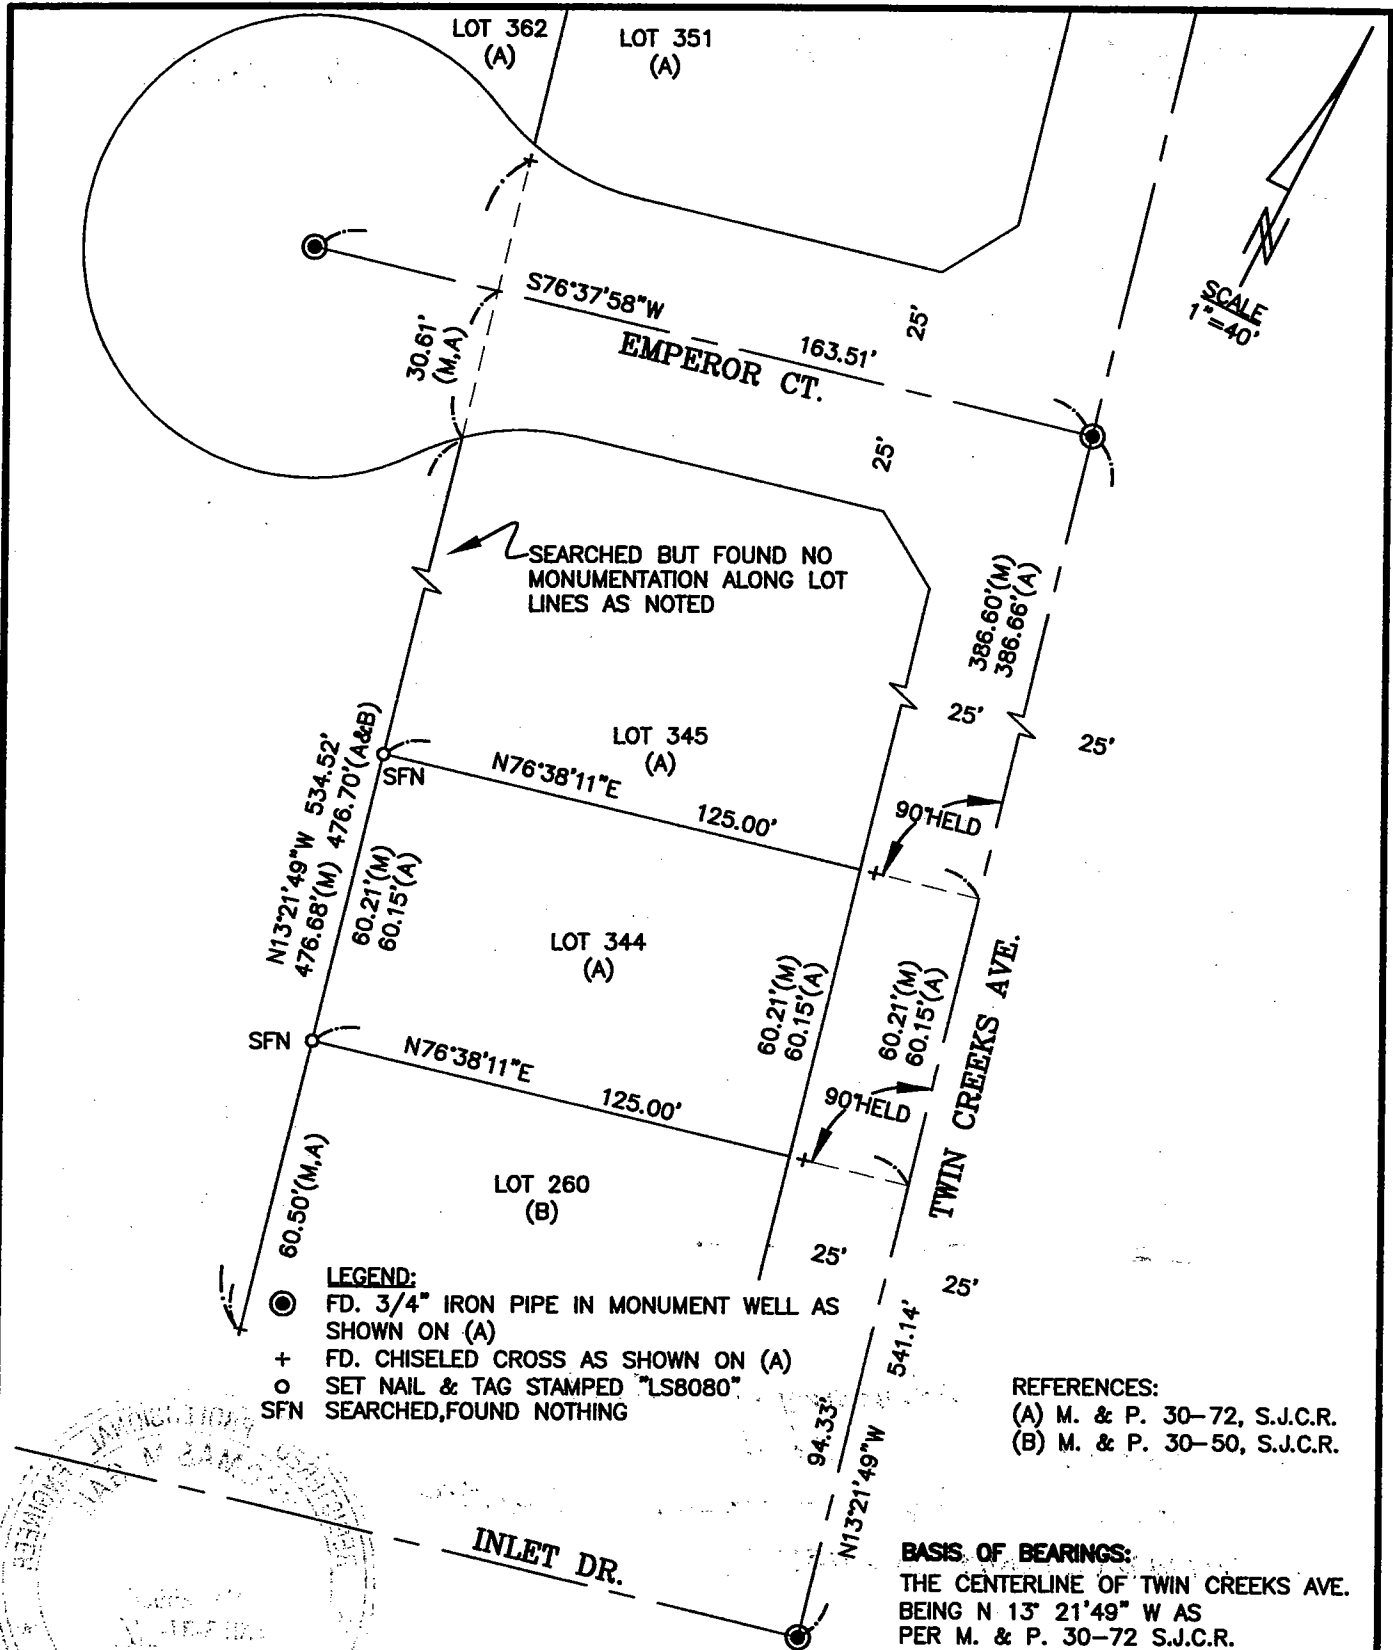 LOT 362
(A)
LOT 351
(A)
SCALE
1"=40'
S76°37'58"W
163.51'
EMPEROR CT.
25'
25'
30.61'
(M,A)
SEARCHED BUT FOUND NO
MONUMENTATION ALONG LOT
LINES AS NOTED
386.60'(M)
386.66'(A)
25'
25'
LOT 345
(A)
SFN
N76°38'11"E
125.00'
90°HELD
N13°21'49"W 534.52'
476.68'(M) 476.70'(A&B)
60.21'(M)
60.15'(A)
LOT 344
(A)
60.21'(M)
60.15'(A)
60.21'(M)
60.15'(A)
TWIN CREEKS AVE.
SFN
N76°38'11"E
125.00'
90°HELD
60.50'(M,A)
LOT 260
(B)
25'
25'
LEGEND:
FD. 3/4" IRON PIPE IN MONUMENT WELL AS
SHOWN ON (A)
+ FD. CHISELED CROSS AS SHOWN ON (A)
SET NAIL & TAG STAMPED "LS8080"
SFN SEARCHED,FOUND NOTHING
541.14'
94.33'
N13°21'49"W
REFERENCES:
(A) M. & P. 30-72, S.J.C.R.
(B) M. & P. 30-50, S.J.C.R.
INLET DR.
BASIS OF BEARINGS:
THE CENTERLINE OF TWIN CREEKS AVE.
BEING N 13° 21'49" W AS
PER M. & P. 30-72 S.J.C.R.